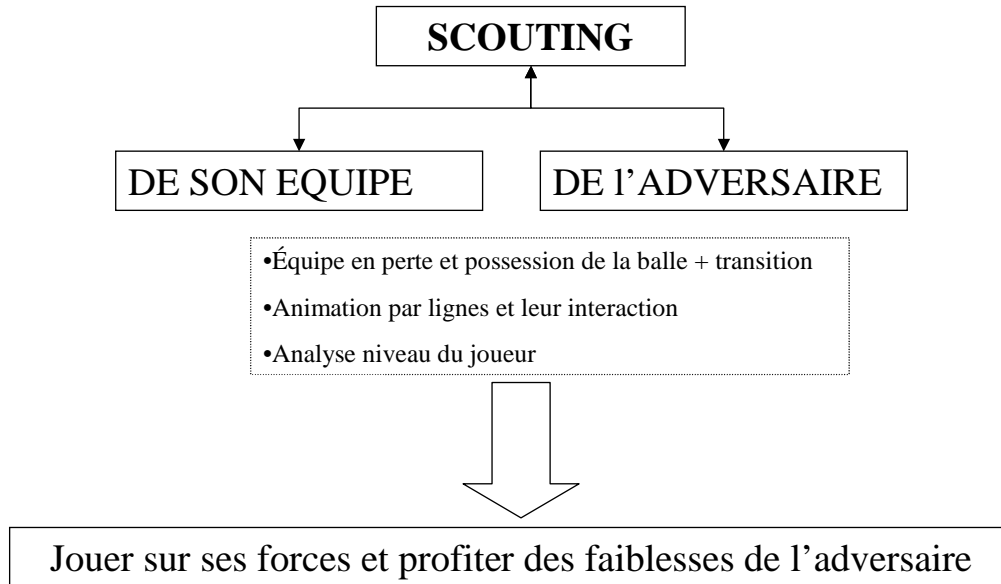 SCOUTING
DE SON EQUIPE
DE l’ADVERSAIRE
•Équipe en perte et possession de la balle + transition
•Animation par lignes et leur interaction
•Analyse niveau du joueur
Jouer sur ses forces et profiter des faiblesses de l’adversaire